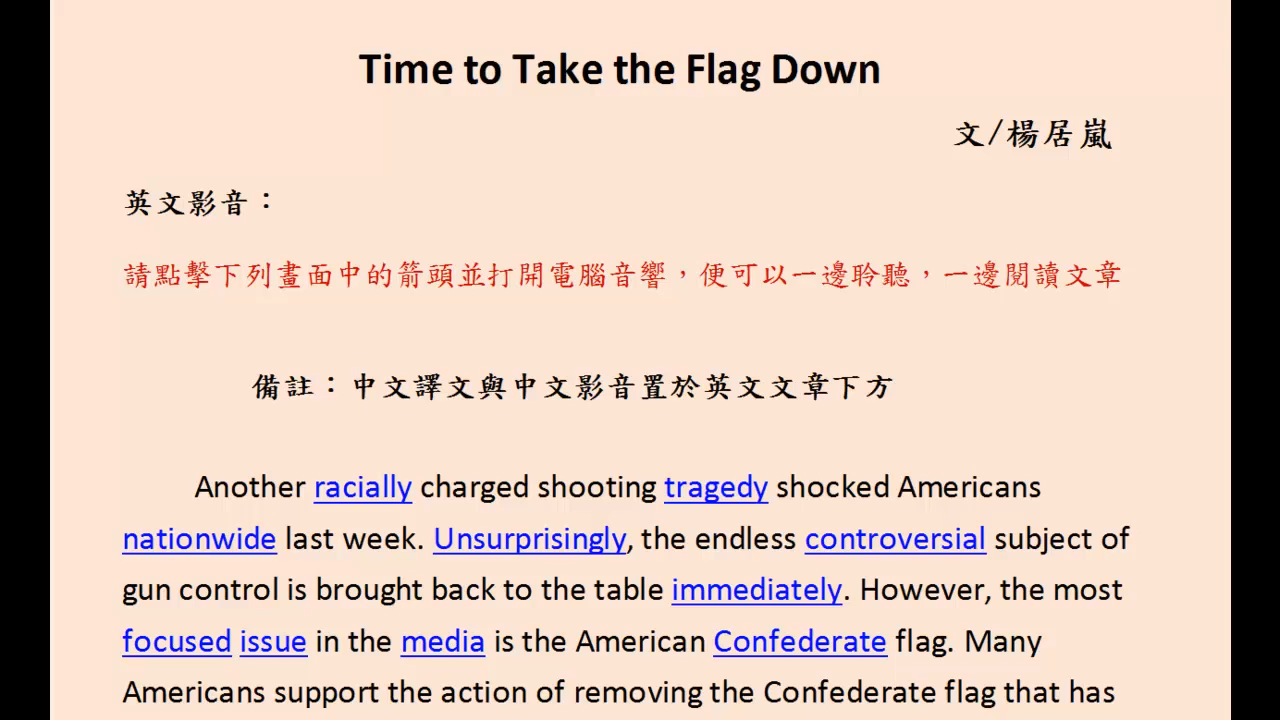 Time to Take the Flag Down
文/楊居嵐
英文影音：
請點擊下列畫面中的箭頭並打開電腦音響，便可以一邊聆聽，一邊閱讀文章
備註：中文譯文與中文影音置於英文文章下方
Another racially charged shooting tragedy shocked Americans
nationwide last week. Unsurprisingly, the endless controversial subject of
gun control is brought back to the table immediately. However, the most
focused issue in the media is the American Confederate flag. Many
Americans support the action of removing the Confederate flag that has